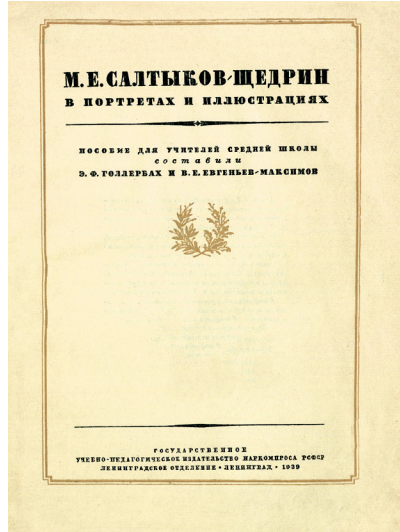 М.Е.САЛТЫКОВ-ЩЕДРИН
В ПОРТРЕТАХ И ИЛЛЮСТРАЦИЯХ
ПОСОБИЕ ДЛЯ УЧИТЕЛЕЙ СРЕДНЕЙ ШКОЛЫ
составили
Э.Ф.ГОЛЛЕРБАХ И В.Е.ЕВГЕНЬЕВ-МАКСИМОВ
ГОСУДАРСТВЕННОЕ
УЧЕБНО-ПЕДАГОГИЧЕСКОЕ ИЗДАТЕЛЬСТВО НАРКОМПРОСА РСФСР
ЛЕНИНГРАДСКОЕ ОТДЕЛЕНИЕ • ЛЕНИНГРАД • 1939